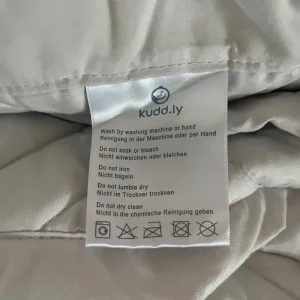 kudd.ly
Wash by washing machine or hand
Reinigung in der Maschine oder per Hand
Do not soak or bleach
Nicht einweichen oder bleichen
Do not iron
Nicht bügeln
Do not tumble dry
Nicht im Trockner trocknen
Do not dry clean
Nicht in die chemische Reinigung geben